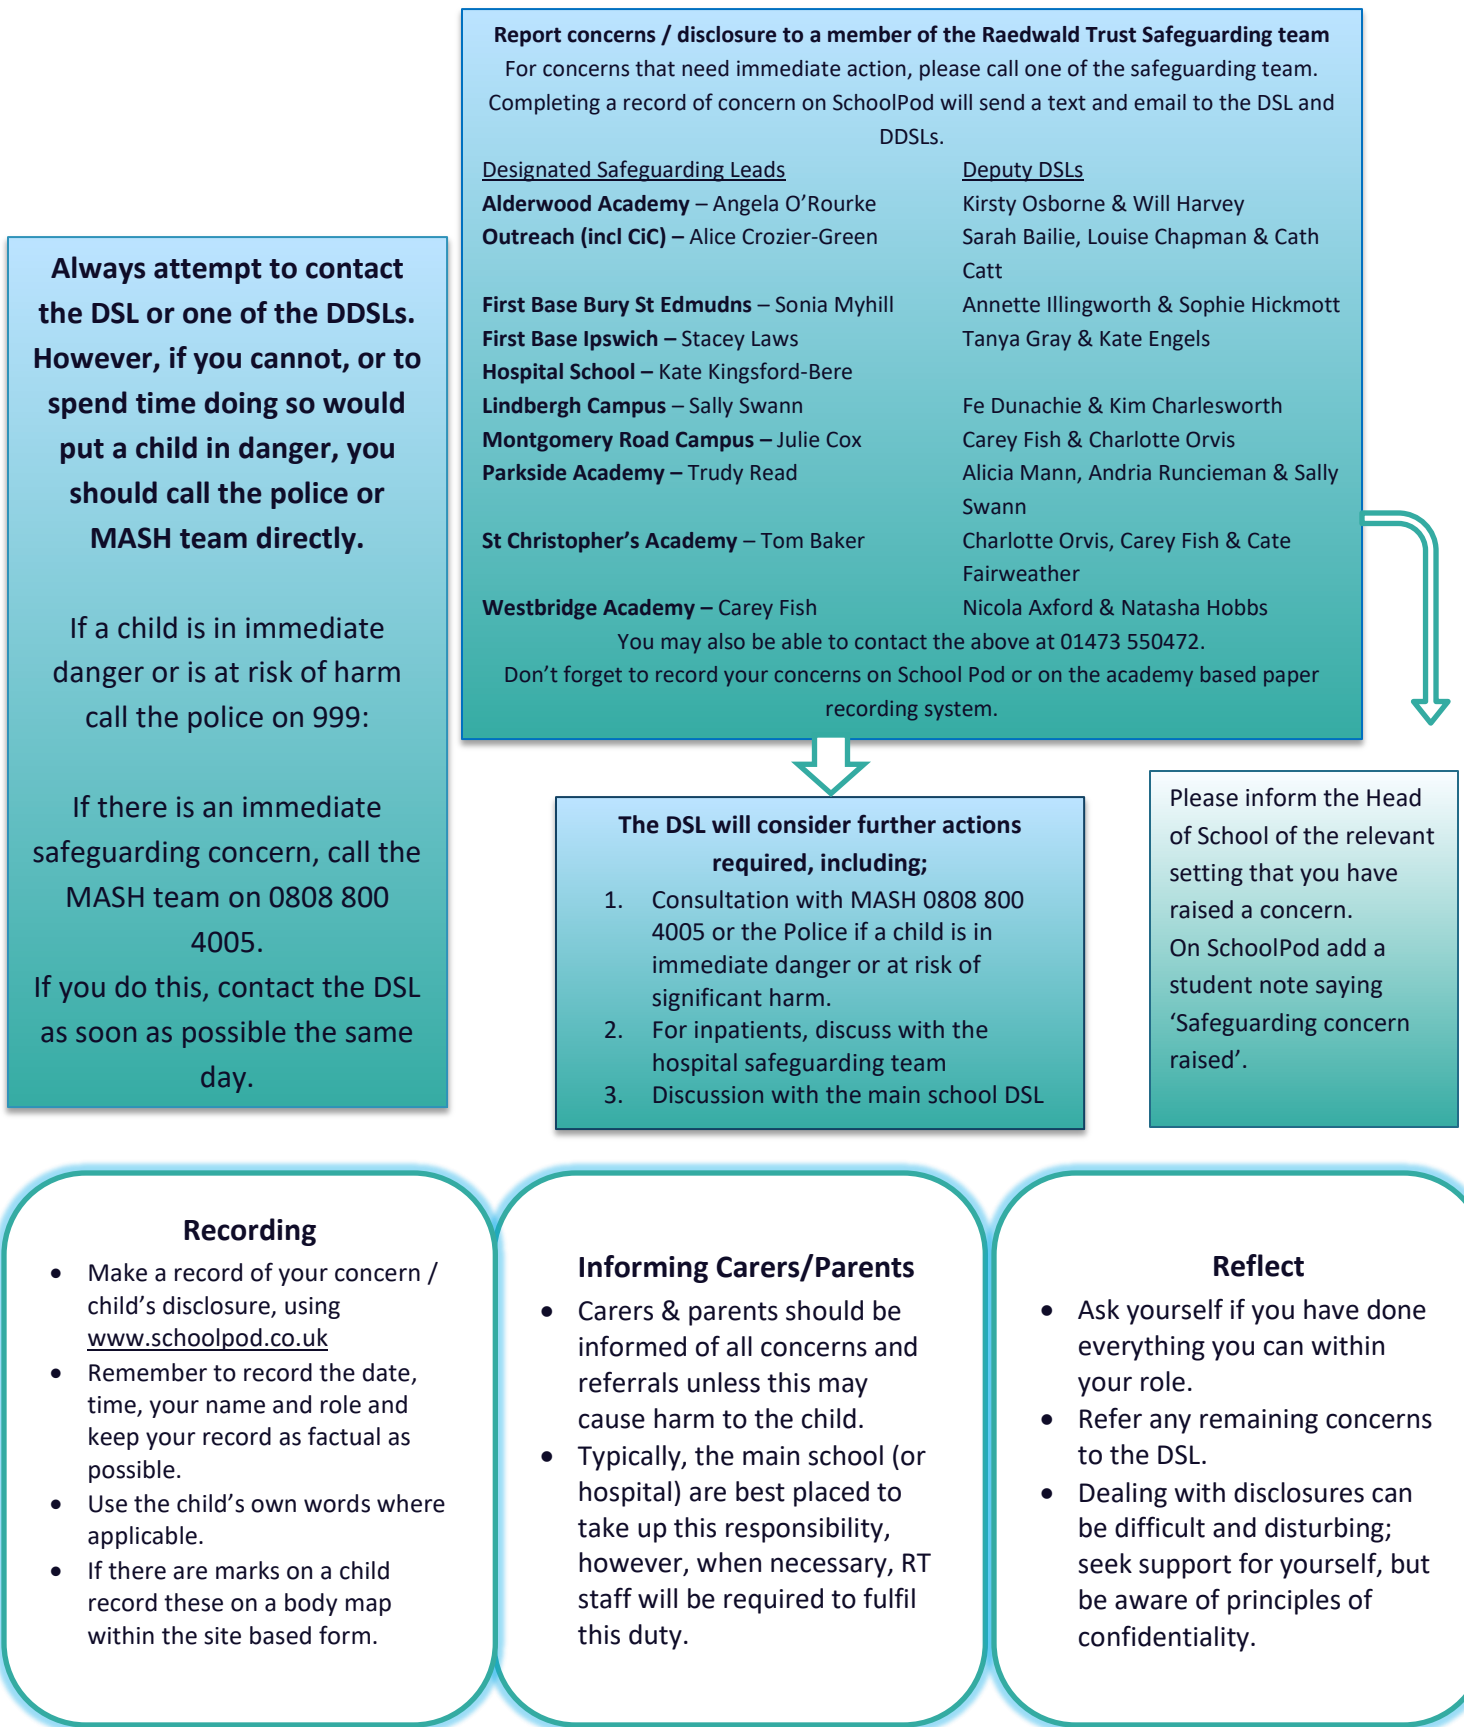 Report concerns / disclosure to a member of the Raedwald Trust Safeguarding team
For concerns that need immediate action, please call one of the safeguarding team.
Completing a record of concern on SchoolPod will send a text and email to the DSL and
DDSLs.
Designated Safeguarding Leads Deputy DSLs
Alderwood Academy – Angela O’Rourke Kirsty Osborne & Will Harvey
Outreach (incl CiC) – Alice Crozier-Green Sarah Bailie, Louise Chapman & Cath
Catt
First Base Bury St Edmudns – Sonia Myhill Annette Illingworth & Sophie Hickmott
First Base Ipswich – Stacey Laws Tanya Gray & Kate Engels
Hospital School – Kate Kingsford-Bere
Lindbergh Campus – Sally Swann Fe Dunachie & Kim Charlesworth
Montgomery Road Campus – Julie Cox Carey Fish & Charlotte Orvis
Parkside Academy – Trudy Read Alicia Mann, Andria Runcieman & Sally
Swann
St Christopher’s Academy – Tom Baker Charlotte Orvis, Carey Fish & Cate
Fairweather
Westbridge Academy – Carey Fish Nicola Axford & Natasha Hobbs
You may also be able to contact the above at 01473 550472.
Don’t forget to record your concerns on School Pod or on the academy based paper
recording system.
Always attempt to contact
the DSL or one of the DDSLs.
However, if you cannot, or to
spend time doing so would
put a child in danger, you
should call the police or
MASH team directly.
If a child is in immediate
danger or is at risk of harm
call the police on 999:
If there is an immediate
safeguarding concern, call the
MASH team on 0808 800
4005.
If you do this, contact the DSL
as soon as possible the same
day.
The DSL will consider further actions
required, including;
1. Consultation with MASH 0808 800
4005 or the Police if a child is in
immediate danger or at risk of
significant harm.
2. For inpatients, discuss with the
hospital safeguarding team
3. Discussion with the main school DSL
Please inform the Head
of School of the relevant
setting that you have
raised a concern.
On SchoolPod add a
student note saying
‘Safeguarding concern
raised’.
Recording
• Make a record of your concern /
child’s disclosure, using
www.schoolpod.co.uk
• Remember to record the date,
time, your name and role and
keep your record as factual as
possible.
• Use the child’s own words where
applicable.
• If there are marks on a child
record these on a body map
within the site based form.
Informing Carers/Parents
• Carers & parents should be
informed of all concerns and
referrals unless this may
cause harm to the child.
• Typically, the main school (or
hospital) are best placed to
take up this responsibility,
however, when necessary, RT
staff will be required to fulfil
this duty.
Reflect
• Ask yourself if you have done
everything you can within
your role.
• Refer any remaining concerns
to the DSL.
• Dealing with disclosures can
be difficult and disturbing;
seek support for yourself, but
be aware of principles of
confidentiality.